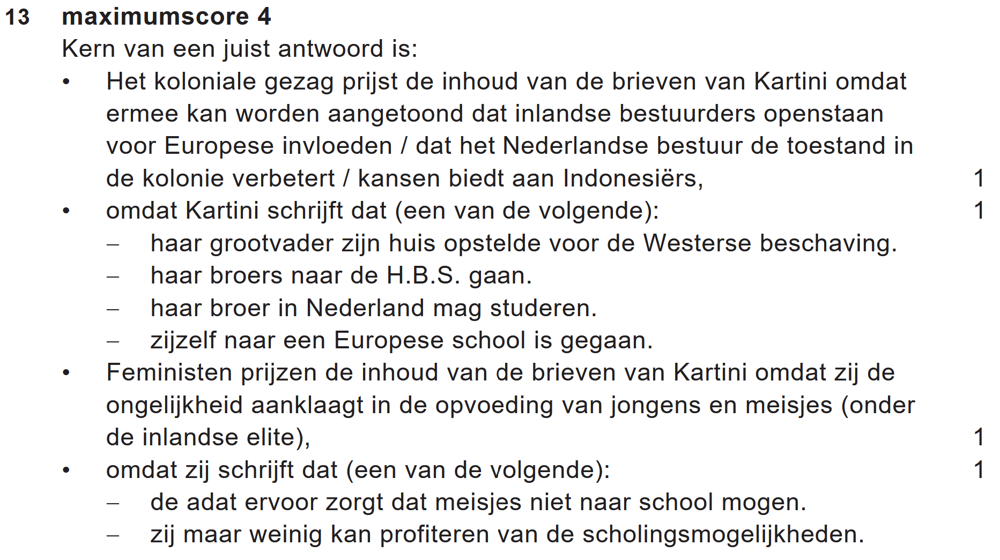 13 maximumscore 4
Kern van een juist antwoord is:
• Het koloniale gezag prijst de inhoud van de brieven van Kartini omdat
ermee kan worden aangetoond dat inlandse bestuurders openstaan
voor Europese invloeden / dat het Nederlandse bestuur de toestand in
de kolonie verbetert / kansen biedt aan Indonesiërs, 1
• omdat Kartini schrijft dat (een van de volgende): 1
− haar grootvader zijn huis opstelde voor de Westerse beschaving.
− haar broers naar de H.B.S. gaan.
− haar broer in Nederland mag studeren.
− zijzelf naar een Europese school is gegaan.
• Feministen prijzen de inhoud van de brieven van Kartini omdat zij de
ongelijkheid aanklaagt in de opvoeding van jongens en meisjes (onder
de inlandse elite), 1
• omdat zij schrijft dat (een van de volgende): 1
− de adat ervoor zorgt dat meisjes niet naar school mogen.
− zij maar weinig kan profiteren van de scholingsmogelijkheden.